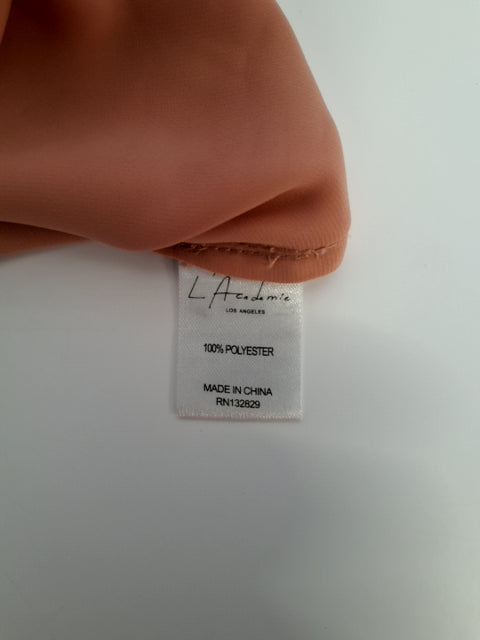 L'Academie
LOS ANGELES
100% POLYESTER
MADE IN CHINA
RN132829